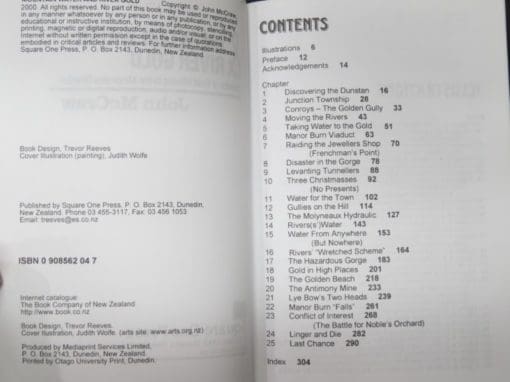 Copyright © John McCraw
2000. All rights reserved. No part of this book may be used or reproduced
in any manner whatsoever by any person or in any publication, or by any
educational or instructive institution, by means of photocopy, stencilling,
printing, magnetic or digital reproduction, audio and/or visual: or on the
Internet without written permission except in the case of quotations
embodied in critical articles and reviews. For further information address
Square One Press, P. O. Box 2143, Dunedin, New Zealand
Book Design, Trevor Reeves
Cover Illustration (painting), Judith Wolfe
Published by Square One Press, P. O. Box 2143, Dunedin,
New Zealand. Phone 03 455-3117, Fax 03 456 1053
Email: treeves@es.co.nz
ISBN 0 908562 04 7
Internet catalogue:
The Book Company of New Zealand
http://www.book.co.nz
Book Design, Trevor Reeves
Cover Illustration, Judith Wolfe. (arts site: www.arts.org.nz)
Produced by Mediaprint Services Limited,
P. O. Box 2143, Dunedin, New Zealand.
Printed by Otago University Print, Dunedin.
CONTENTS
Illustrations 6
Preface 12
Acknowledgements 14
Chapter
1 Discovering the Dunstan 16
2 Junction Township 28
3 Conroys – The Golden Gully 33
4 Moving the Rivers 43
5 Taking Water to the Gold 51
6 Manor Burn Viaduct 63
7 Raiding the Jewellers Shop 70
(Frenchman's Point)
8 Disaster in the Gorge 78
9 Levanting Tunnellers 88
10 Three Christmasses 92
(No Presents)
11 Water for the Town 102
12 Gullies on the Hill 114
13 The Molyneaux Hydraulic 127
14 Rivers(s')Water 143
15 Water From Anywhere 153
(But Nowhere)
16 Rivers' "Wretched Scheme" 164
17 The Hazardous Gorge 183
18 Gold in High Places 201
19 The Golden Beach 218
20 The Antimony Mine 233
21 Lye Bow's Two Heads 239
22 Manor Burn "Falls" 261
23 Conflict of Interest 268
(The Battle for Noble's Orchard)
24 Linger and Die 282
25 Last Chance 290
Index 304